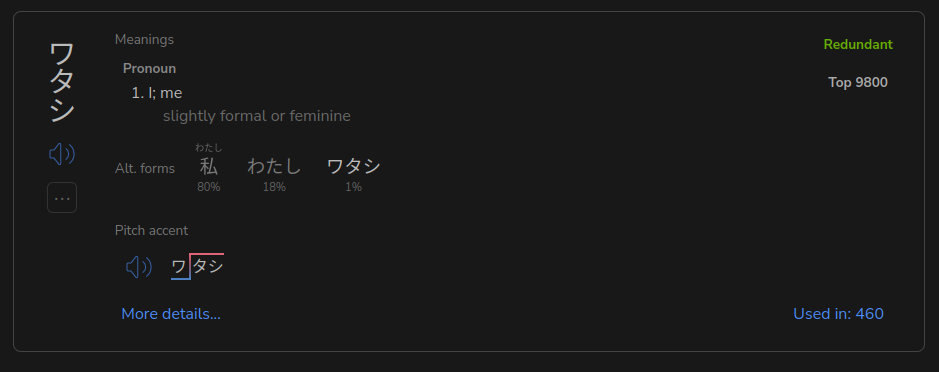 ワタシ
Meanings
Redundant
Pronoun
Top 9800
1. I; me
slightly formal or feminine
Alt. forms
わたし
私 わたし ワタシ
80% 18% 1%
Pitch accent
ワタシ
More details...
Used in: 460